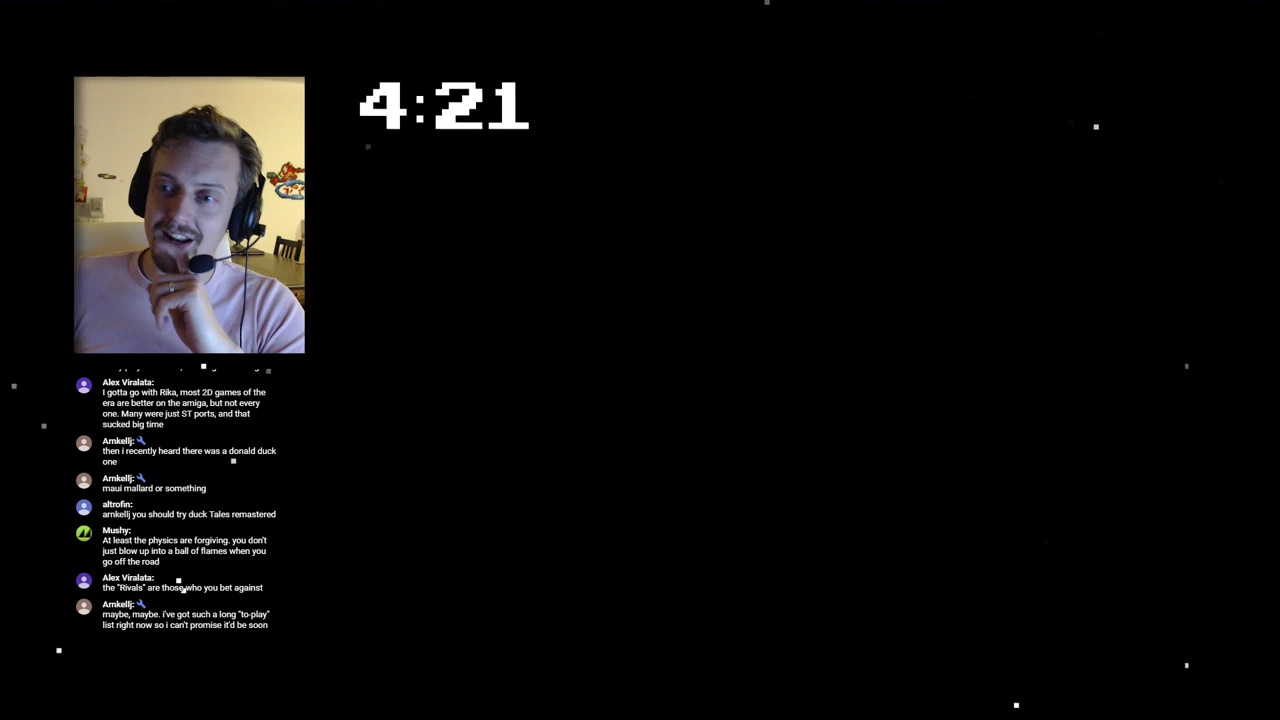 4:21
Alex Viralata:
I gotta go with Rika, most 2D games of the
era are better on the amiga, but not every
one. Many were just ST ports, and that
sucked big time
Arnkellj:
then i recently heard there was a donald duck
one
Arnkellj:
maui mallard or something
altrofin:
arnkellj you should try duck Tales remastered
Mushy:
At least the physics are forgiving. you don't
just blow up into a ball of flames when you
go off the road
Alex Viralata:
the "Rivals" are those who you bet against
Arnkellj:
maybe, maybe. i've got such a long "to-play"
list right now so i can't promise it'd be soon